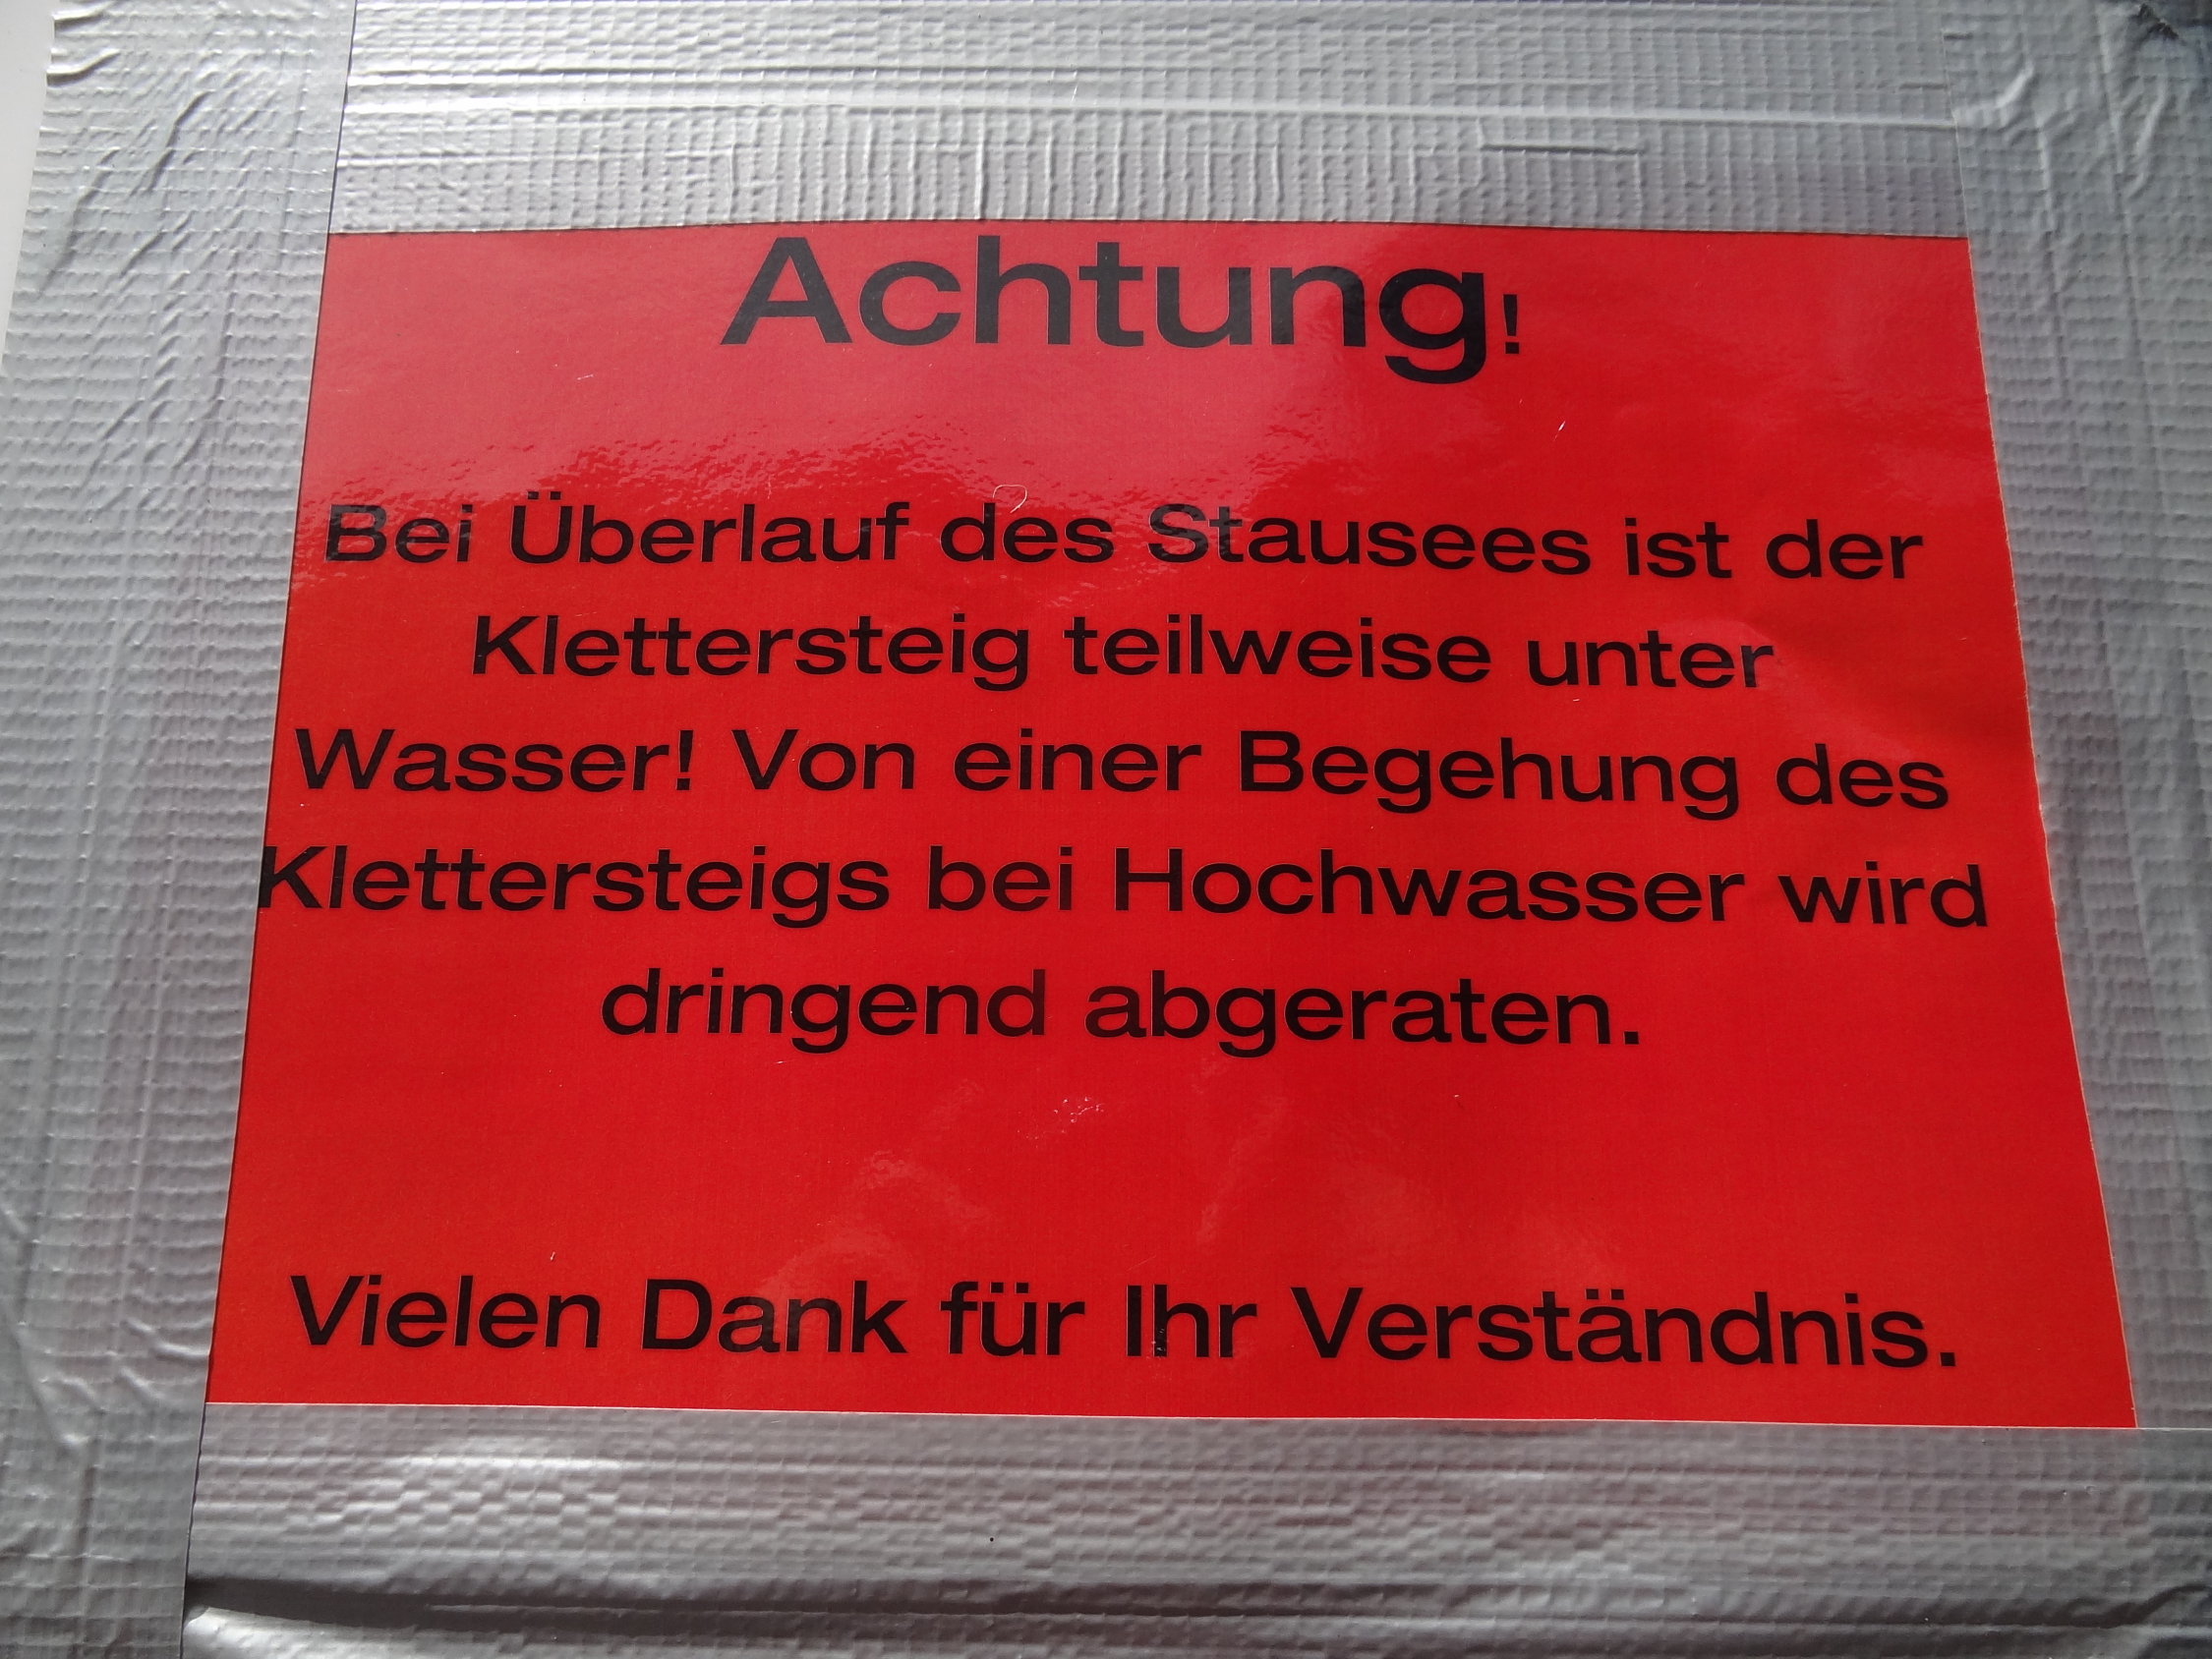 Achtung!
Bei Überlauf des Stausees ist der
Klettersteig teilweise unter
Wasser! Von einer Begehung des
Klettersteigs bei Hochwasser wird
dringend abgeraten.
Vielen Dank für Ihr Verständnis.